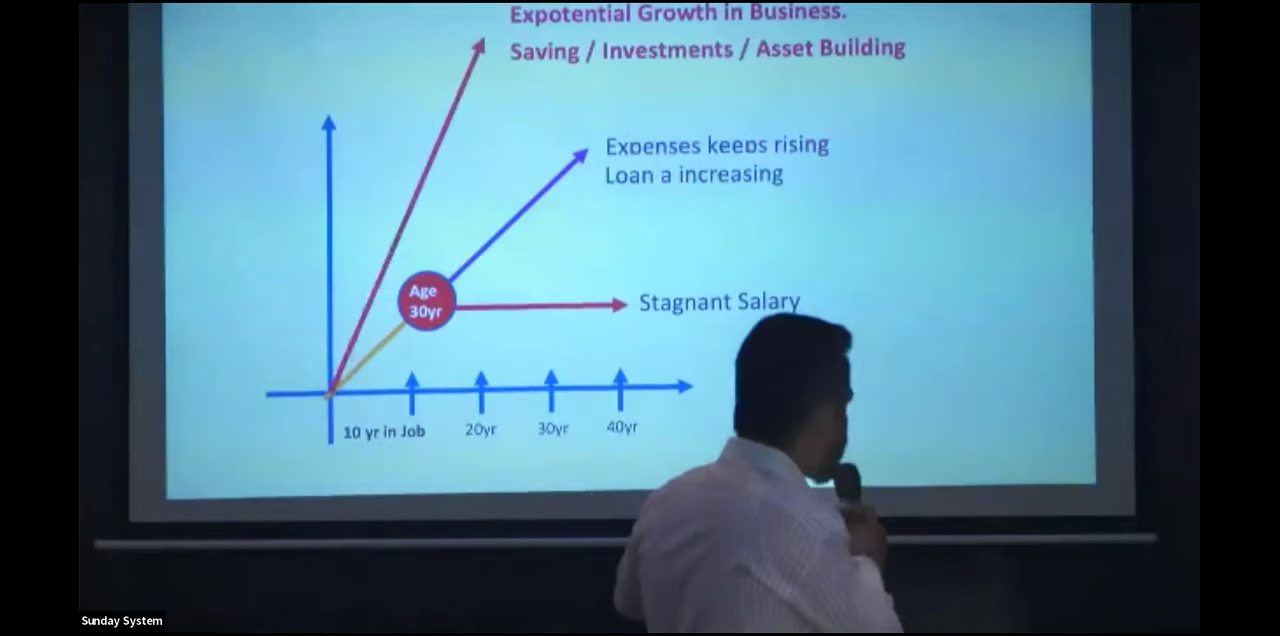 Expotential Growth in Business.
Saving / Investments / Asset Building
Expenses keeps rising
Loan a increasing
Age
30yr
Stagnant Salary
10 yr in Job
20yr
30yr
40yr
Sunday System